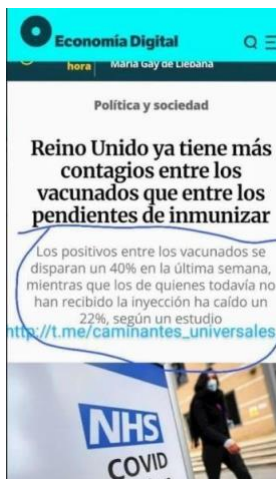 Economía Digital
hora
María Gay de Liébana
Política y sociedad
Reino Unido ya tiene más
contagios entre los
vacunados que entre los
pendientes de inmunizar
Los positivos entre los vacunados se
disparan un 40% en la última semana,
mientras que los de quienes todavía no
han recibido la inyección ha caído un
22%, según un estudio
http://t.me/caminantes_universales
NHS
COVID